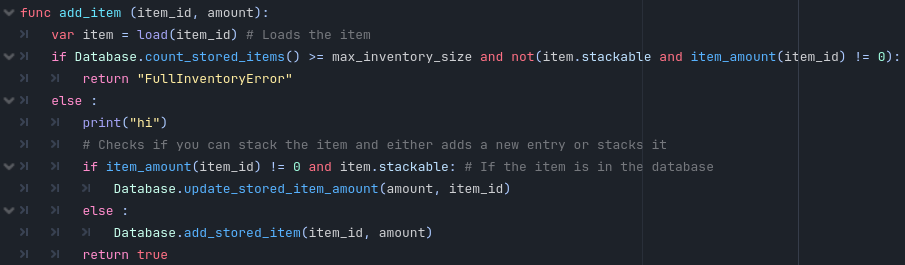 func add_item (item_id, amount):
var item = load(item_id) # Loads the item
if Database.count_stored_items() >= max_inventory_size and not(item.stackable and item_amount(item_id) != 0):
return "FullInventoryError"
else :
print("hi")
# Checks if you can stack the item and either adds a new entry or stacks it
if item_amount(item_id) != 0 and item.stackable: # If the item is in the database
Database.update_stored_item_amount(amount, item_id)
else :
Database.add_stored_item(item_id, amount)
return true